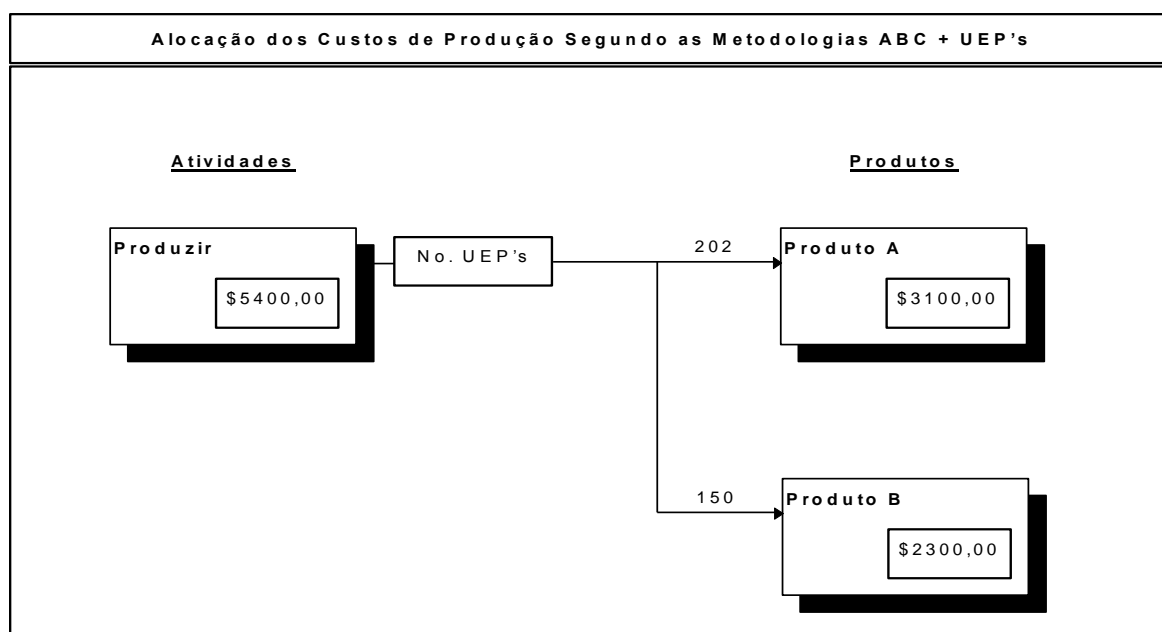 Alocação dos Custos de Produção Segundo as Metodologias ABC + UEP's
Atividades
Produtos
Produzir
$5400,00
No. UEP's
202
Produto A
$3100,00
150
Produto B
$2300,00